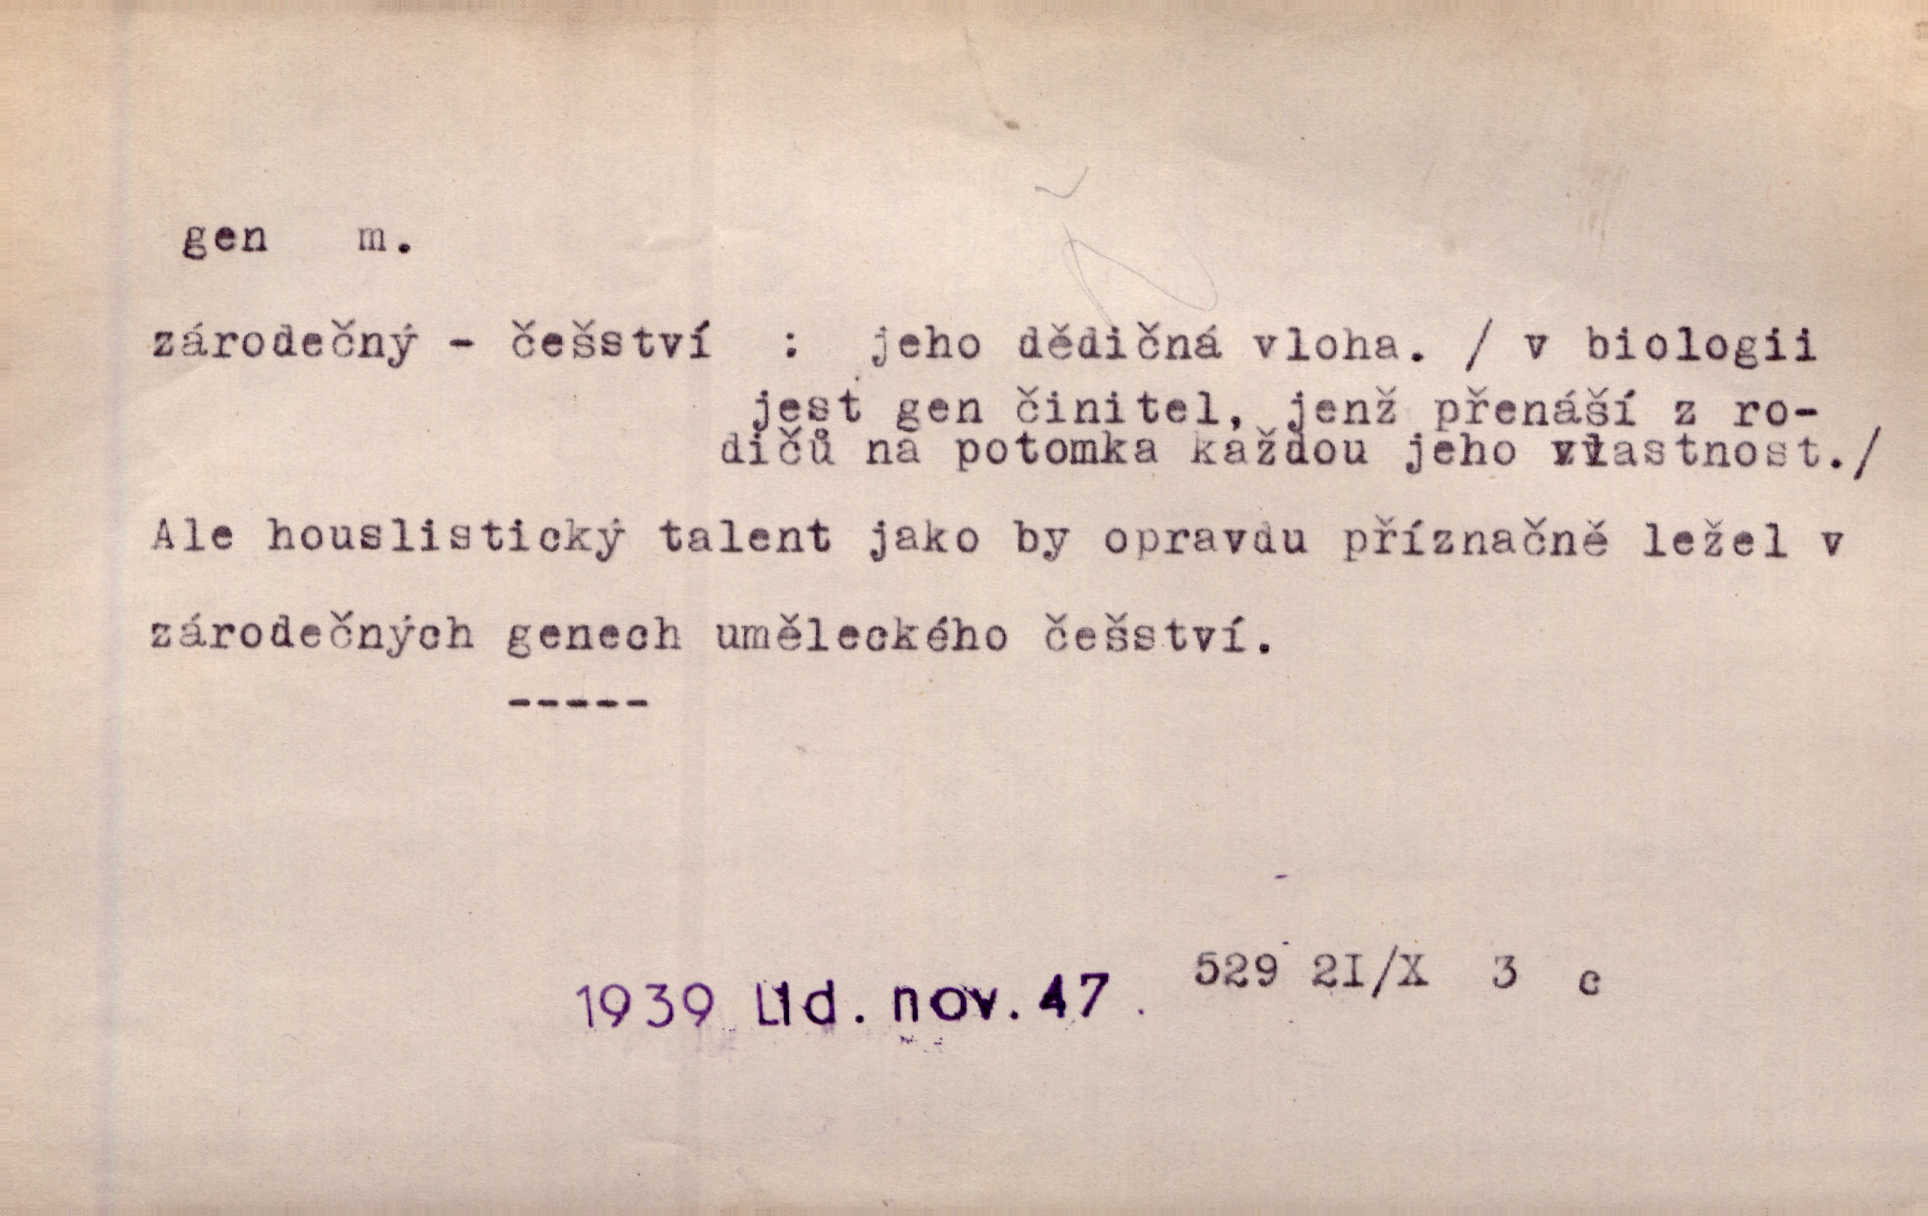 gen m.
zárodečný - češství : jeho dědičná vloha. / v biologii
jest gen činitel, jenž přenáší z ro-
dičů na potomka každou jeho vlastnost./
Ale houslistický talent jako by opravdu příznačně ležel v
zárodečných genech uměleckého češství.
-----
529 2I/X 3 c
1939 Lid. nov. 47.